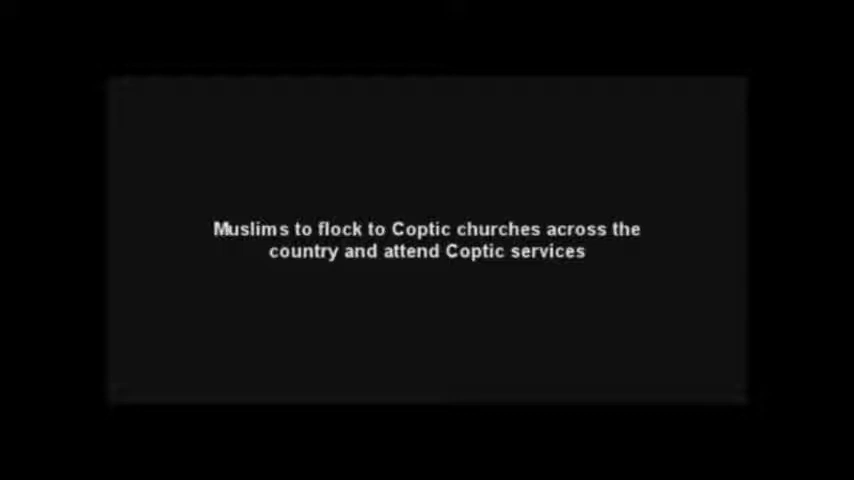 Muslims to flock to Coptic churches across the
country and attend Coptic services